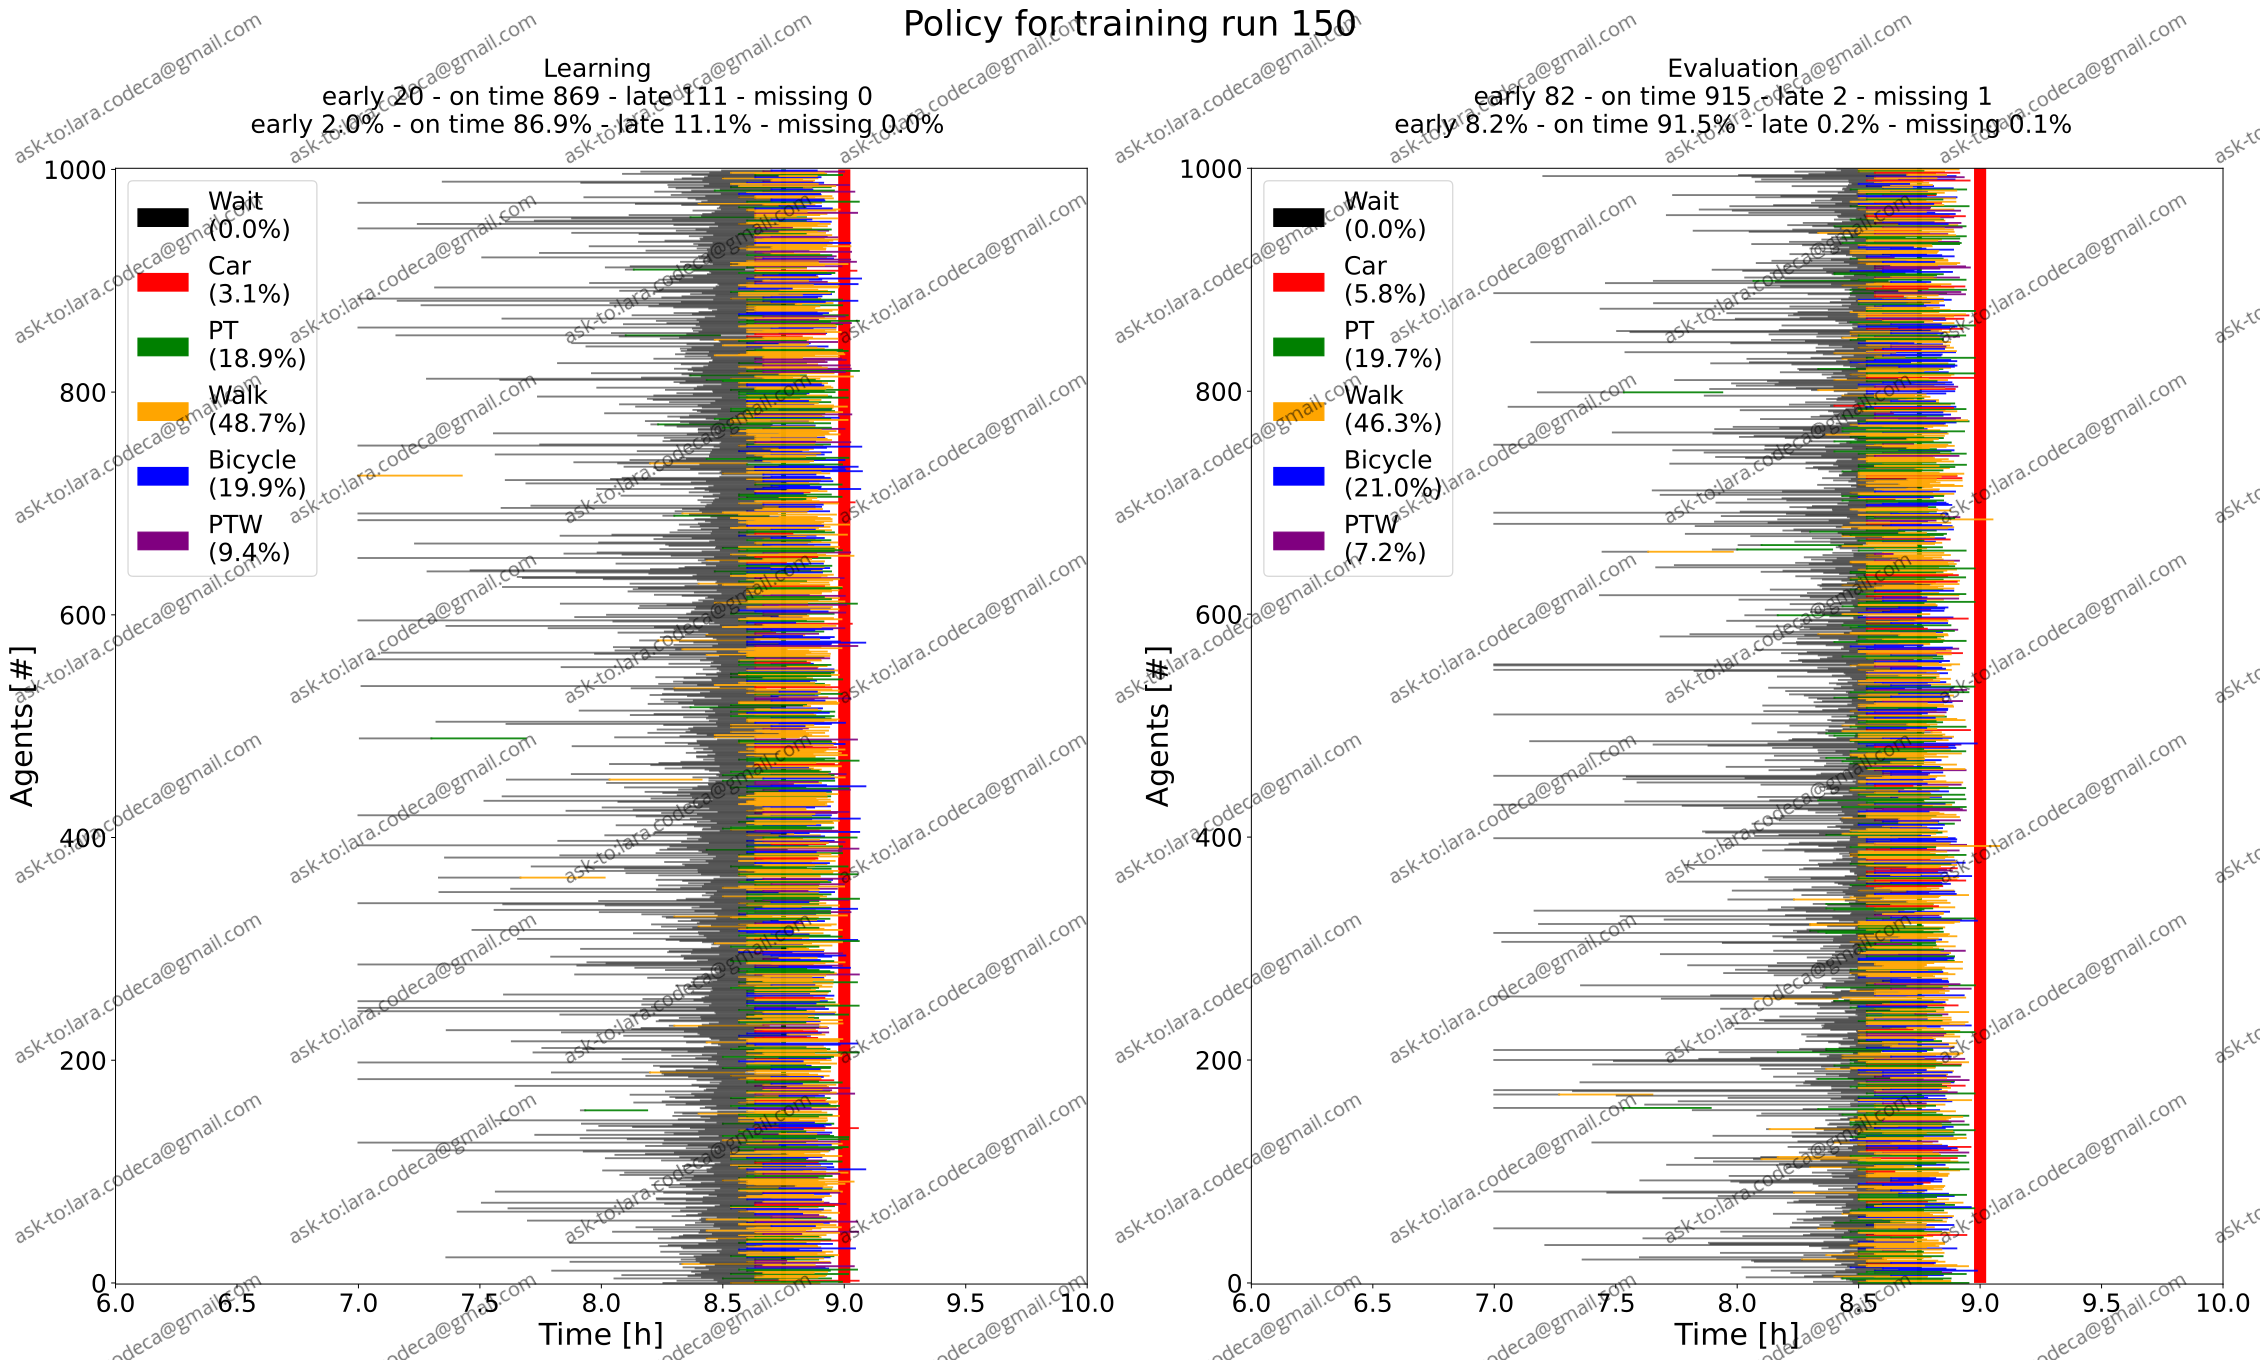 Policy for training run 150
Learning
early 20 - on time 869 - late 111 - missing 0
early 2.0% - on time 86.9% - late 11.1% - missing 0.0%
1000
800
600
400
200
0
Agents [#]
Wait
(0.0%)
Car
(3.1%)
PT
(18.9%)
Walk
(48.7%)
Bicycle
(19.9%)
PTW
(9.4%)
6.0 6.5 7.0 7.5 8.0 8.5 9.0 9.5 10.0
Time [h]
Evaluation
early 82 - on time 915 - late 2 - missing 1
early 8.2% - on time 91.5% - late 0.2% - missing 0.1%
1000
800
600
400
200
0
Agents [#]
Wait
(0.0%)
Car
(5.8%)
PT
(19.7%)
Walk
(46.3%)
Bicycle
(21.0%)
PTW
(7.2%)
6.0 6.5 7.0 7.5 8.0 8.5 9.0 9.5 10.0
Time [h]
ask-to:lara.codeca@gmail.com